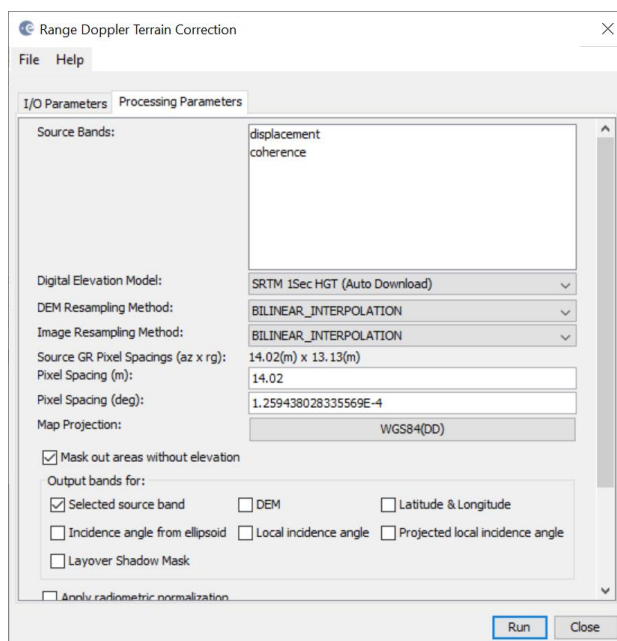 Range Doppler Terrain Correction
File Help
I/O Parameters Processing Parameters
Source Bands:
displacement
coherence
Digital Elevation Model: SRTM 1Sec HGT (Auto Download)
DEM Resampling Method: BILINEAR_INTERPOLATION
Image Resampling Method: BILINEAR_INTERPOLATION
Source GR Pixel Spacings (az x rg): 14.02(m) x 13.13(m)
Pixel Spacing (m): 14.02
Pixel Spacing (deg): 1.259438028335569E-4
Map Projection: WGS84(DD)
Mask out areas without elevation
Output bands for:
Selected source band DEM Latitude & Longitude
Incidence angle from ellipsoid Local incidence angle Projected local incidence angle
Layover Shadow Mask
Apply radiometric normalization
Run Close